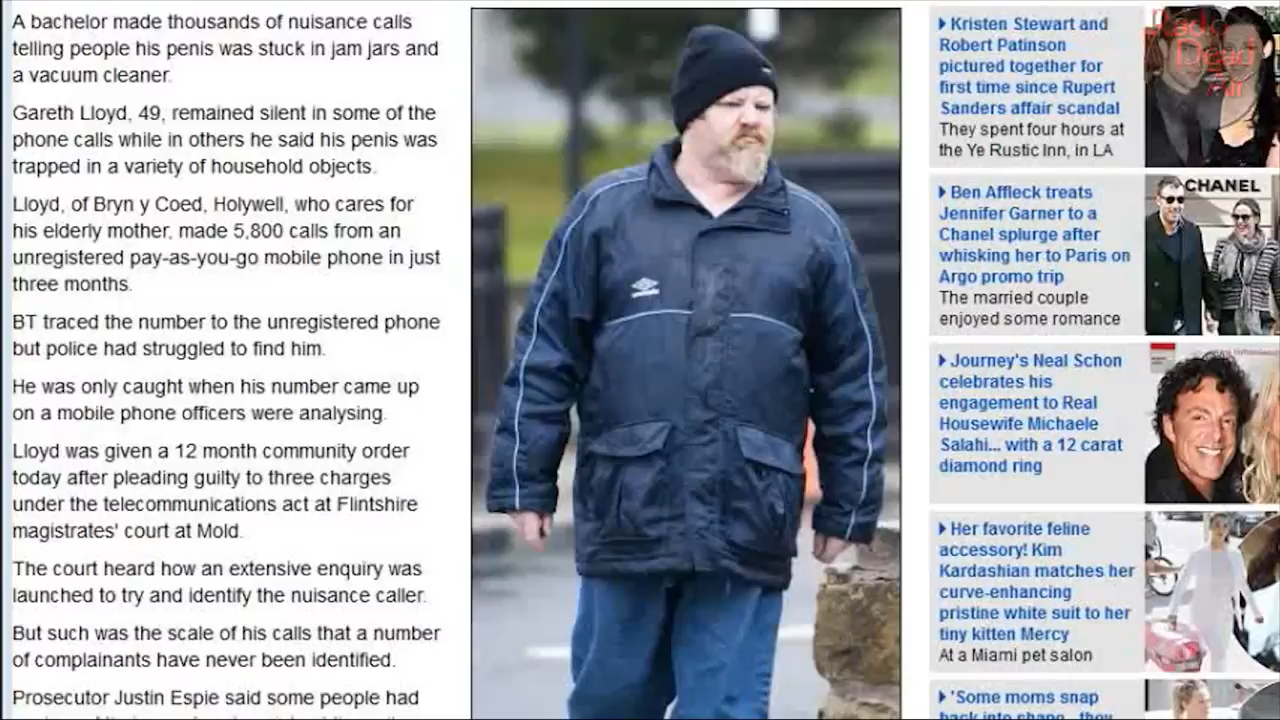 A bachelor made thousands of nuisance calls
telling people his penis was stuck in jam jars and
a vacuum cleaner.
Gareth Lloyd, 49, remained silent in some of the
phone calls while in others he said his penis was
trapped in a variety of household objects.
Lloyd, of Bryn y Coed, Holywell, who cares for
his elderly mother, made 5,800 calls from an
unregistered pay-as-you-go mobile phone in just
three months.
BT traced the number to the unregistered phone
but police had struggled to find him.
He was only caught when his number came up
on a mobile phone officers were analysing.
Lloyd was given a 12 month community order
today after pleading guilty to three charges
under the telecommunications act at Flintshire
magistrates' court at Mold.
The court heard how an extensive enquiry was
launched to try and identify the nuisance caller.
But such was the scale of his calls that a number
of complainants have never been identified.
Prosecutor Justin Espie said some people had
Kristen Stewart and
Robert Patinson
pictured together for
first time since Rupert
Sanders affair scandal
They spent four hours at
the Ye Rustic Inn, in LA
Radio
Dead
Air
Ben Affleck treats
Jennifer Garner to a
Chanel splurge after
whisking her to Paris on
Argo promo trip
The married couple
enjoyed some romance
CHANEL
Journey's Neal Schon
celebrates his
engagement to Real
Housewife Michaele
Salahi... with a 12 carat
diamond ring
Her favorite feline
accessory! Kim
Kardashian matches her
curve-enhancing
pristine white suit to her
tiny kitten Mercy
At a Miami pet salon
'Some moms snap
back into shape...they